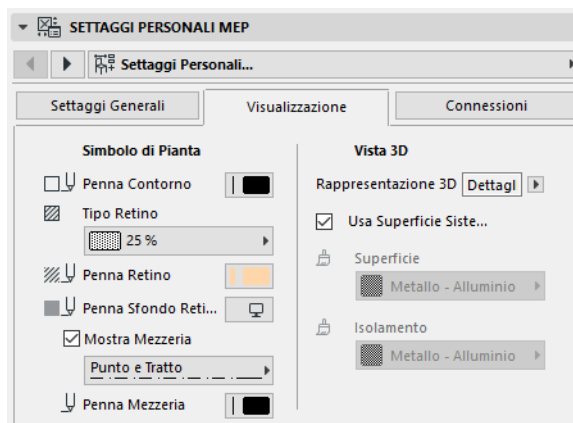 SETTAGGI PERSONALI MEP
Settaggi Personali...
Settaggi Generali
Visualizzazione
Connessioni
Simbolo di Pianta
Penna Contorno
Tipo Retino
25 %
Penna Retino
Penna Sfondo Reti...
Mostra Mezzeria
Punto e Tratto
Penna Mezzeria
Vista 3D
Rappresentazione 3D Dettagl
Usa Superficie Siste...
Superficie
Metallo - Alluminio
Isolamento
Metallo - Alluminio